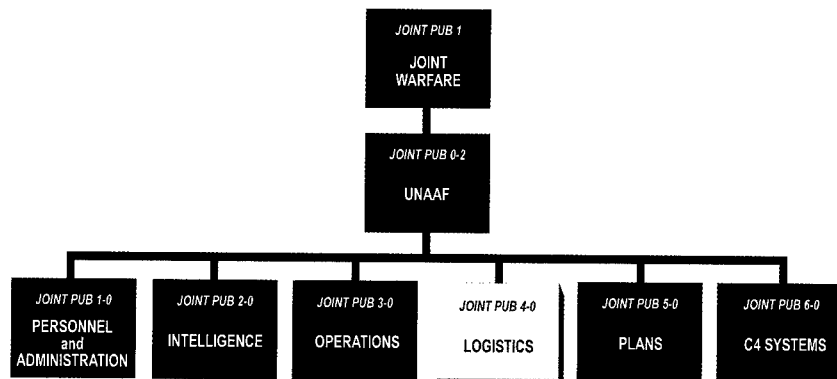 JOINT PUB 1
JOINT
WARFARE
JOINT PUB 0-2
UNAAF
JOINT PUB 1-0
PERSONNEL
and
ADMINISTRATION
JOINT PUB 2-0
INTELLIGENCE
JOINT PUB 3-0
OPERATIONS
JOINT PUB 4-0
LOGISTICS
JOINT PUB 5-0
PLANS
JOINT PUB 6-0
C4 SYSTEMS